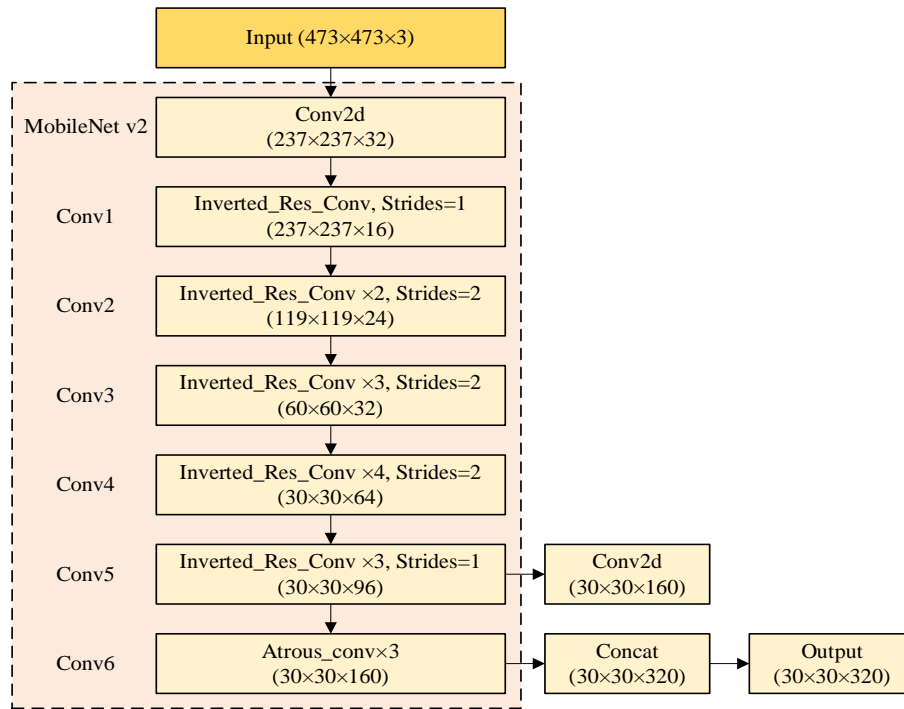 Input (473×473×3)
MobileNet v2
Conv2d
(237×237×32)
Conv1
Inverted_Res_Conv, Strides=1
(237×237×16)
Conv2
Inverted_Res_Conv ×2, Strides=2
(119×119×24)
Conv3
Inverted_Res_Conv ×3, Strides=2
(60×60×32)
Conv4
Inverted_Res_Conv ×4, Strides=2
(30×30×64)
Conv5
Inverted_Res_Conv ×3, Strides=1
(30×30×96)
Conv2d
(30×30×160)
Conv6
Atrous_conv×3
(30×30×160)
Concat
(30×30×320)
Output
(30×30×320)